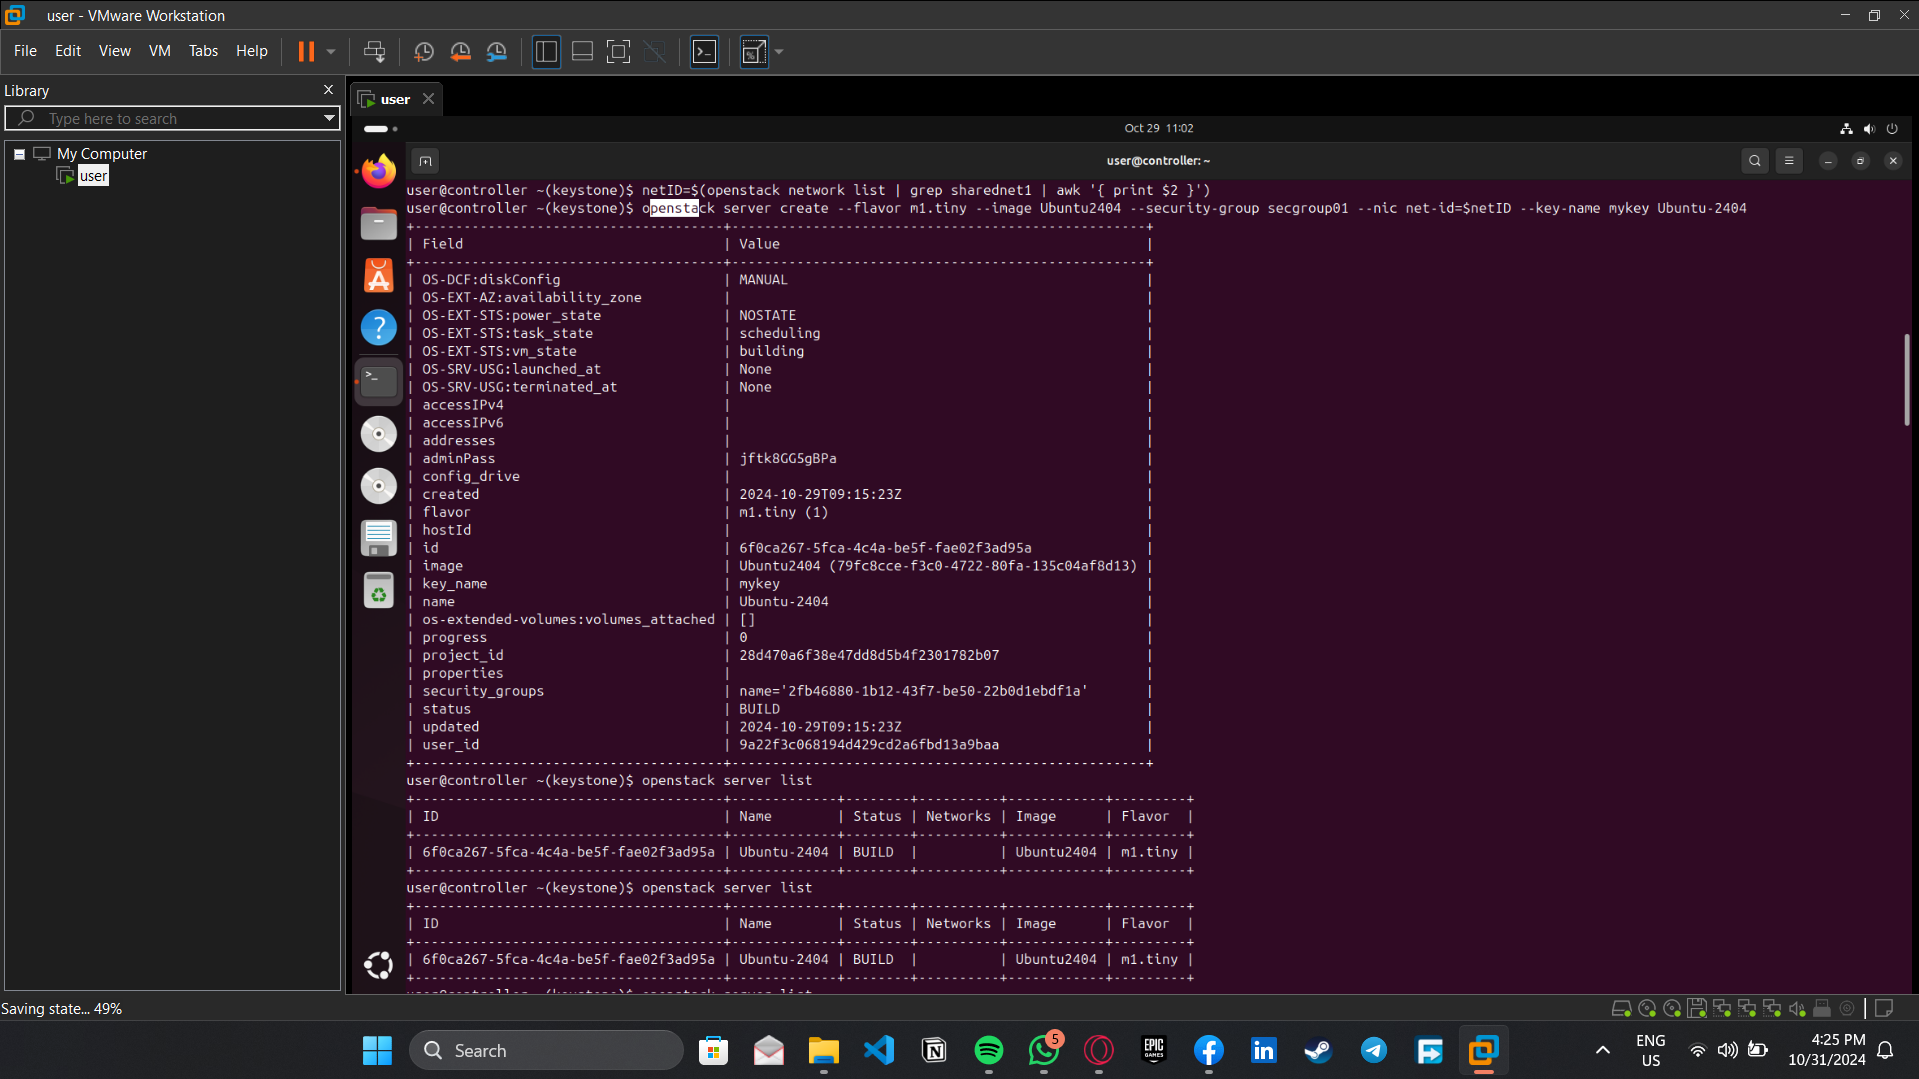 user - VMware Workstation
File Edit View VM Tabs Help
Library
Type here to search
My Computer
user
user
Oct 29 11:02
user@controller: ~
user@controller ~(keystone)$ netID=$(openstack network list | grep sharednet1 | awk '{ print $2 }')
user@controller ~(keystone)$ openstack server create --flavor m1.tiny --image Ubuntu2404 --security-group secgroup01 --nic net-id=$netID --key-name mykey Ubuntu-2404
+--------------------------------------+---------------------------------------------------+
| Field | Value |
+--------------------------------------+---------------------------------------------------+
| OS-DCF:diskConfig | MANUAL |
| OS-EXT-AZ:availability_zone | |
| OS-EXT-STS:power_state | NOSTATE |
| OS-EXT-STS:task_state | scheduling |
| OS-EXT-STS:vm_state | building |
| OS-SRV-USG:launched_at | None |
| OS-SRV-USG:terminated_at | None |
| accessIPv4 | |
| accessIPv6 | |
| addresses | |
| adminPass | jftk8GG5gBPa |
| config_drive | |
| created | 2024-10-29T09:15:23Z |
| flavor | m1.tiny (1) |
| hostId | |
| id | 6f0ca267-5fca-4c4a-be5f-fae02f3ad95a |
| image | Ubuntu2404 (79fc8cce-f3c0-4722-80fa-135c04af8d13) |
| key_name | mykey |
| name | Ubuntu-2404 |
| os-extended-volumes:volumes_attached | [] |
| progress | 0 |
| project_id | 28d470a6f38e47dd8d5b4f2301782b07 |
| properties | |
| security_groups | name='2fb46880-1b12-43f7-be50-22b0d1ebdf1a' |
| status | BUILD |
| updated | 2024-10-29T09:15:23Z |
| user_id | 9a22f3c068194d429cd2a6fbd13a9baa |
+--------------------------------------+---------------------------------------------------+
user@controller ~(keystone)$ openstack server list
+--------------------------------------+-------------+--------+----------+------------+---------+
| ID | Name | Status | Networks | Image | Flavor |
+--------------------------------------+-------------+--------+----------+------------+---------+
| 6f0ca267-5fca-4c4a-be5f-fae02f3ad95a | Ubuntu-2404 | BUILD | | Ubuntu2404 | m1.tiny |
+--------------------------------------+-------------+--------+----------+------------+---------+
user@controller ~(keystone)$ openstack server list
+--------------------------------------+-------------+--------+----------+------------+---------+
| ID | Name | Status | Networks | Image | Flavor |
+--------------------------------------+-------------+--------+----------+------------+---------+
| 6f0ca267-5fca-4c4a-be5f-fae02f3ad95a | Ubuntu-2404 | BUILD | | Ubuntu2404 | m1.tiny |
+--------------------------------------+-------------+--------+----------+------------+---------+
Saving state... 49%
Search
5
EPIC GAMES
ENG
US
4:25 PM
10/31/2024